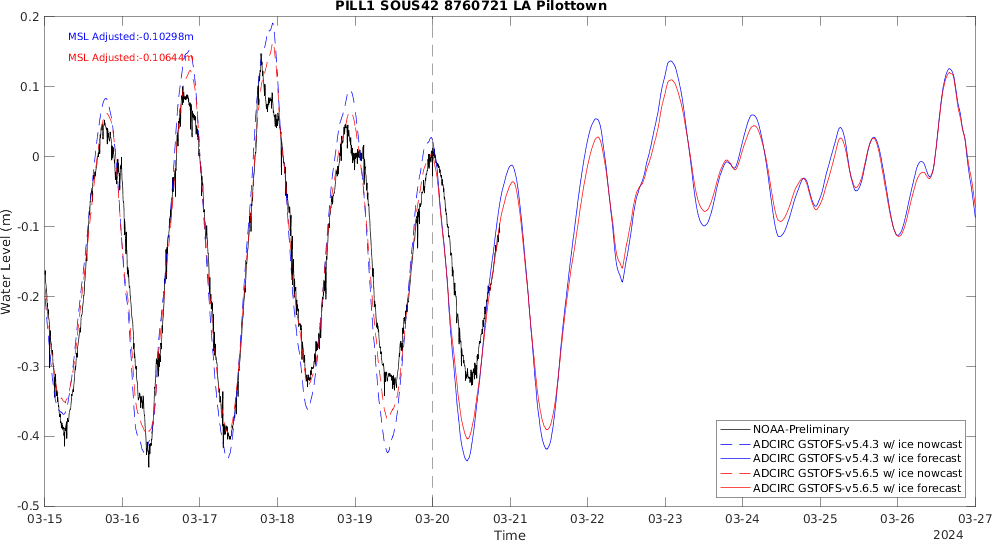 PILL1 SOUS42 8760721 LA Pilottown
MSL Adjusted:-0.10298m
MSL Adjusted:-0.10644m
Water Level (m)
0.2
0.1
0
-0.1
-0.2
-0.3
-0.4
-0.5
NOAA-Preliminary
ADCIRC GSTOFS-v5.4.3 w/ ice nowcast
ADCIRC GSTOFS-v5.4.3 w/ ice forecast
ADCIRC GSTOFS-v5.6.5 w/ ice nowcast
ADCIRC GSTOFS-v5.6.5 w/ ice forecast
03-15 03-16 03-17 03-18 03-19 03-20 03-21 03-22 03-23 03-24 03-25 03-26 03-27
Time
2024